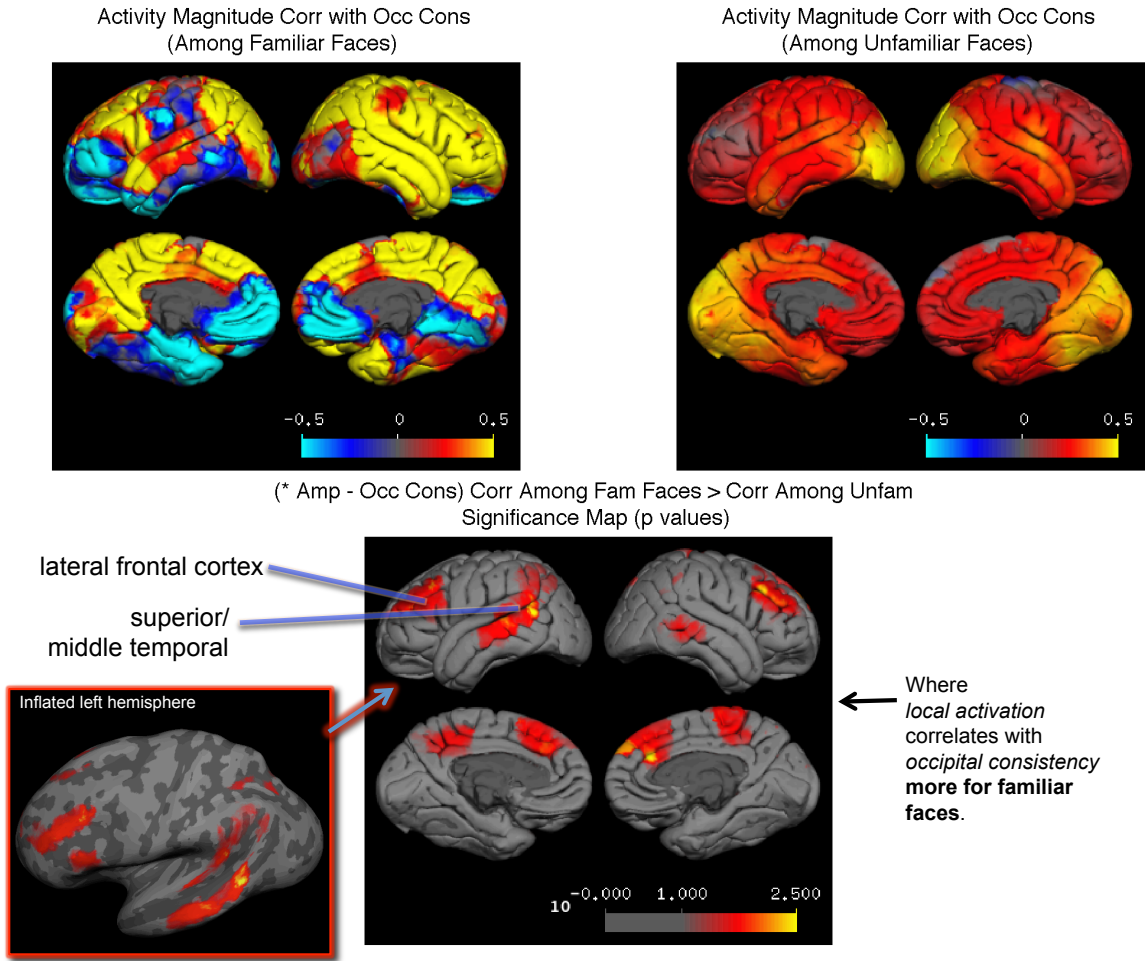 Activity Magnitude Corr with Occ Cons
(Among Familiar Faces)
Activity Magnitude Corr with Occ Cons
(Among Unfamiliar Faces)
-0.5 0 0.5
-0.5 0 0.5
(* Amp - Occ Cons) Corr Among Fam Faces > Corr Among Unfam
Significance Map (p values)
lateral frontal cortex
superior/
middle temporal
Inflated left hemisphere
Where
local activation
correlates with
occipital consistency
more for familiar
faces.
10 -0.000 1.000 2.500